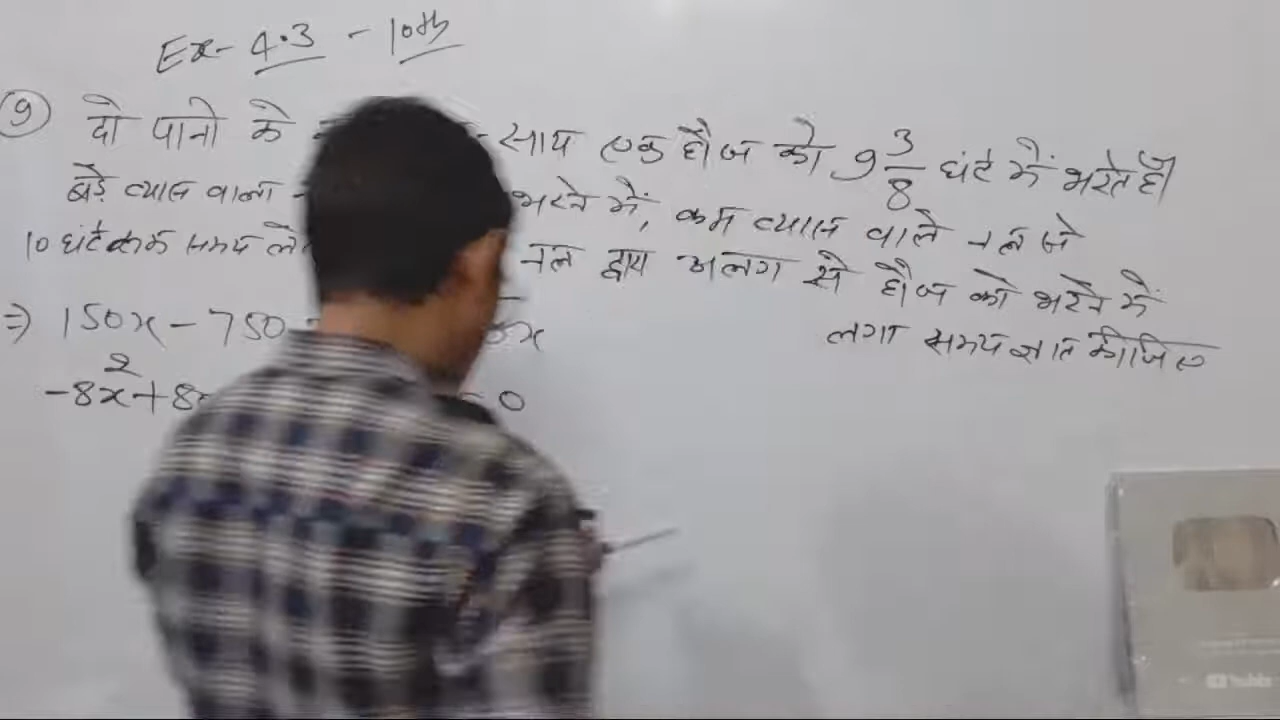 Ex- 4.3 - 10th
9 दो पानी के साथ एक हौज को 9 3/8 घंटे में भरते हैं।
बड़े व्यास वाला भरने में, कम व्यास वाले नल से
10 घंटे कम समय नल द्वारा अलग से हौज को भरने में
लगा समय ज्ञात कीजिए
⇒ 150x - 750 x
-8x² + 8 = 0